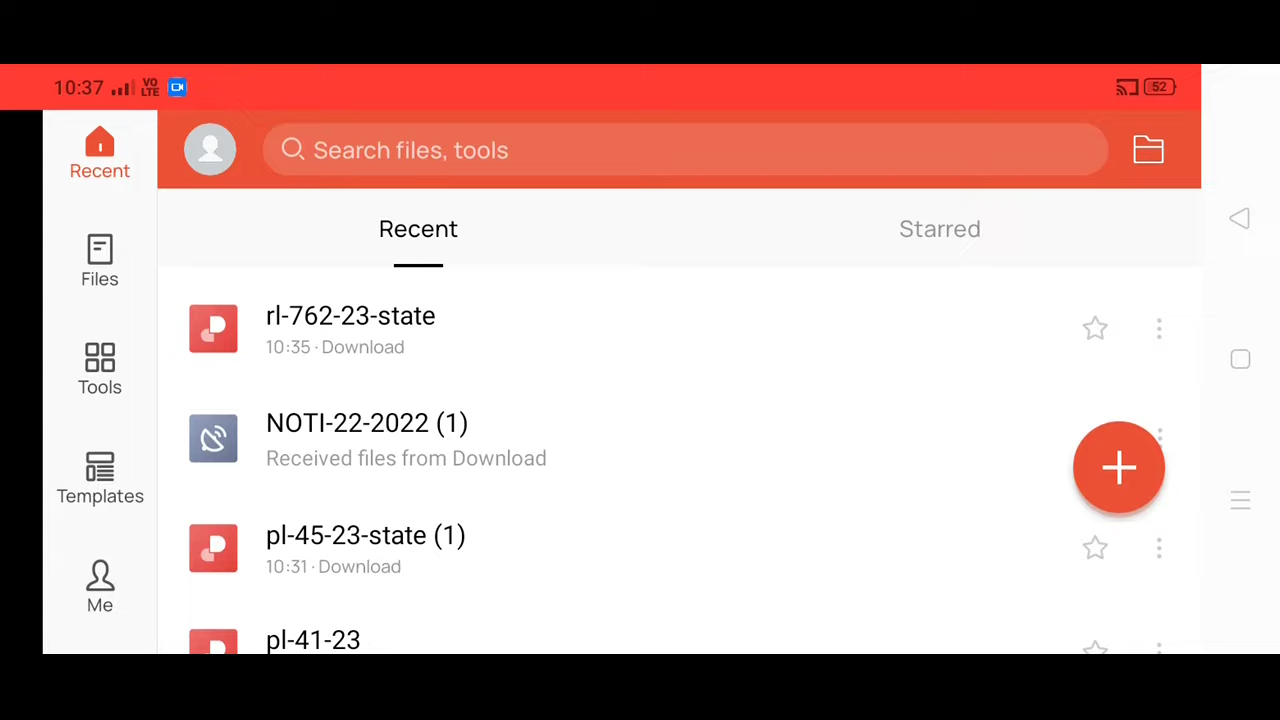 10:37 VO LTE 52
Search files, tools
Recent
Files
Tools
Templates
Me
Recent Starred
rl-762-23-state
10:35 · Download
NOTI-22-2022 (1)
Received files from Download
pl-45-23-state (1)
10:31 · Download
pl-41-23